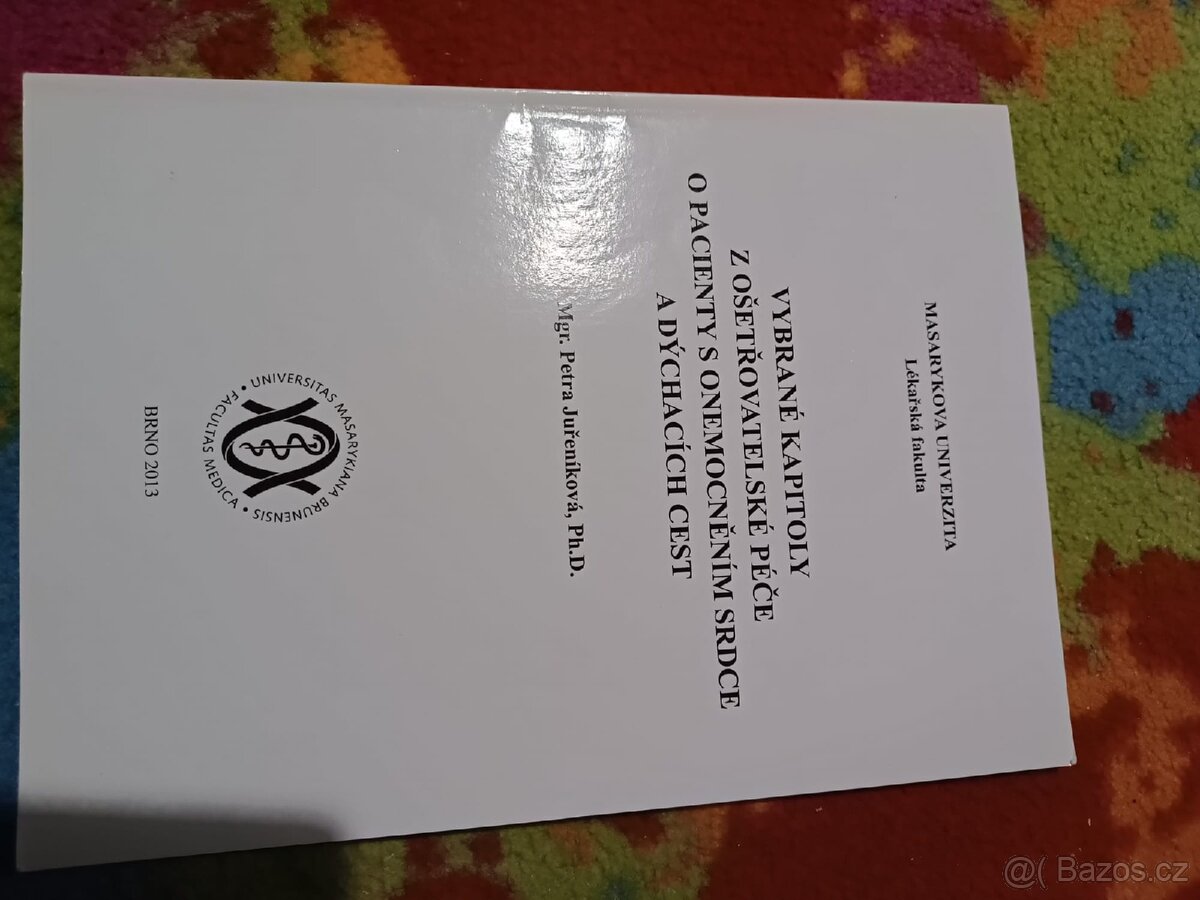 MASARYKOVA UNIVERZITA
Lékařská fakulta
VYBRANÉ KAPITOLY
Z OŠETŘOVATELSKÉ PÉČE
O PACIENTY S ONEMOCNĚNÍM SRDCE
A DÝCHACÍCH CEST
Mgr. Petra Juřeníková, Ph.D.
• UNIVERSITAS MASARYKIANA BRUNENSIS • FACULTAS MEDICA
BRNO 2013
@( Bazos.cz